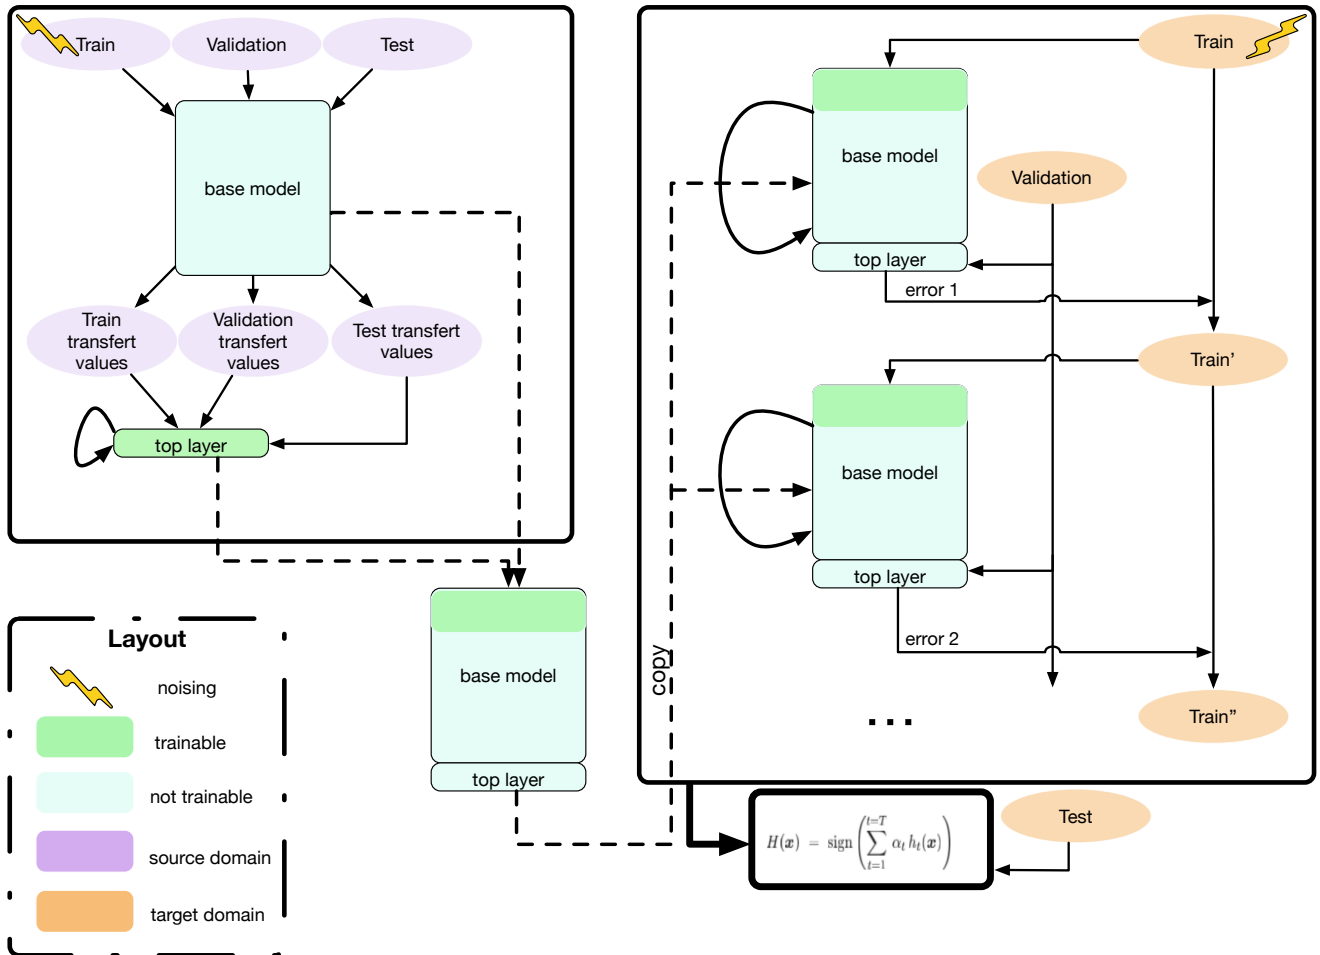 Train
Validation
Test
base model
Train
transfert
values
Validation
transfert
values
Test transfert
values
top layer
base model
top layer
copy
Layout
noising
trainable
not trainable
source domain
target domain
Train
base model
Validation
top layer
error 1
Train'
base model
top layer
error 2
Train”
...
H(x) = sign(∑_{t=1}^{t=T} α_t h_t(x))
Test